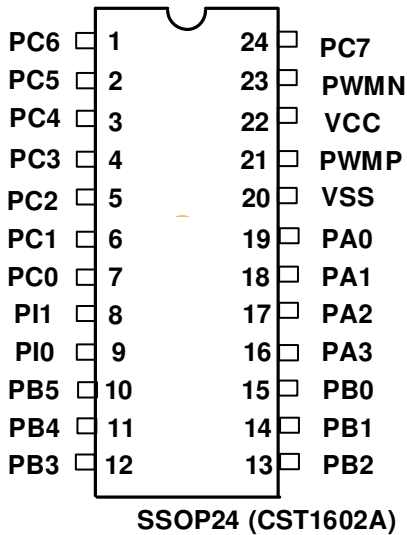 PC6 1 24 PC7
PC5 2 23 PWMN
PC4 3 22 VCC
PC3 4 21 PWMP
PC2 5 20 VSS
PC1 6 19 PA0
PC0 7 18 PA1
PI1 8 17 PA2
PI0 9 16 PA3
PB5 10 15 PB0
PB4 11 14 PB1
PB3 12 13 PB2
SSOP24 (CST1602A)